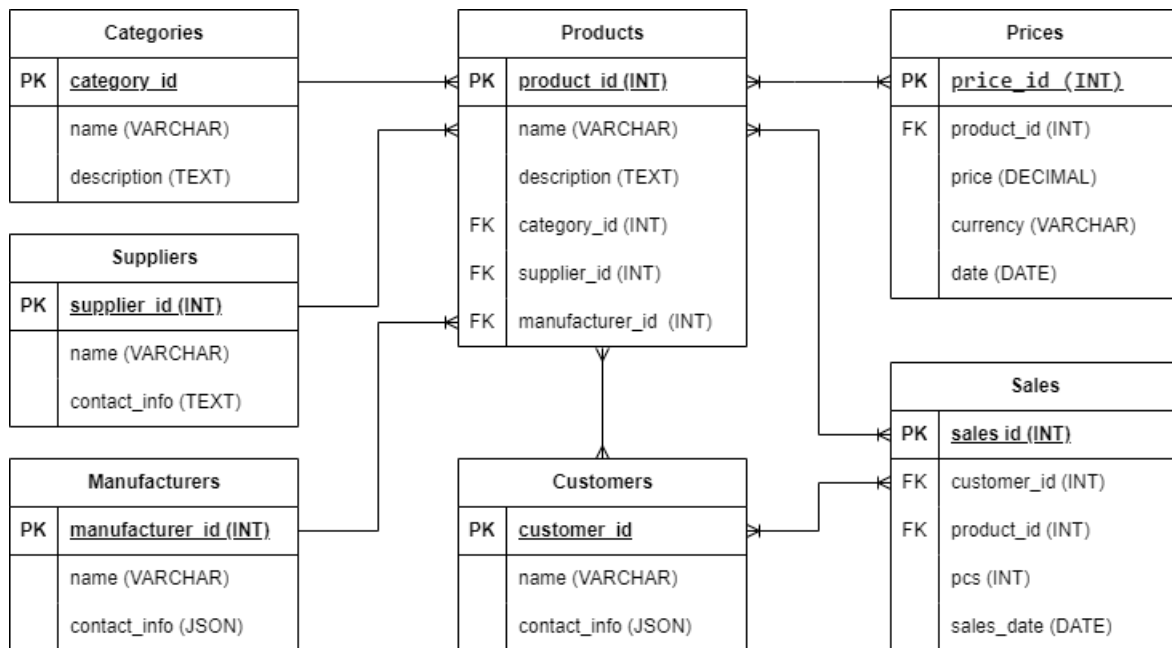 Categories
PK category_id
name (VARCHAR)
description (TEXT)
Suppliers
PK supplier_id (INT)
name (VARCHAR)
contact_info (TEXT)
Manufacturers
PK manufacturer_id (INT)
name (VARCHAR)
contact_info (JSON)
Products
PK product_id (INT)
name (VARCHAR)
description (TEXT)
FK category_id (INT)
FK supplier_id (INT)
FK manufacturer_id (INT)
Customers
PK customer_id
name (VARCHAR)
contact_info (JSON)
Prices
PK price_id (INT)
FK product_id (INT)
price (DECIMAL)
currency (VARCHAR)
date (DATE)
Sales
PK sales id (INT)
FK customer_id (INT)
FK product_id (INT)
pcs (INT)
sales_date (DATE)